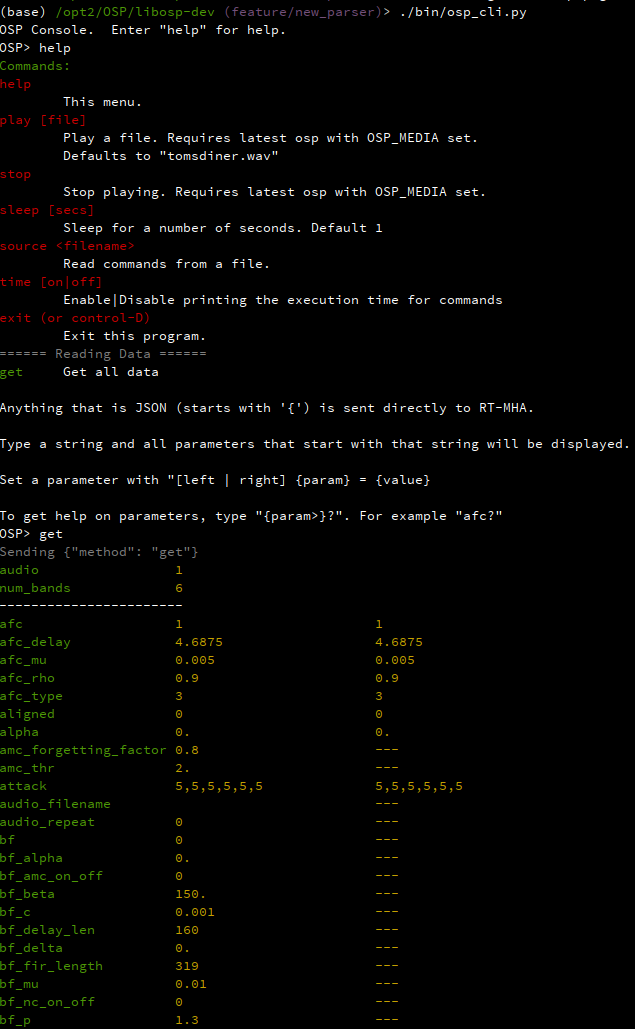 (base) /opt2/OSP/libosp-dev (feature/new_parser)> ./bin/osp_cli.py
OSP Console.  Enter "help" for help.
OSP> help
Commands:
help
        This menu.
play [file]
        Play a file. Requires latest osp with OSP_MEDIA set.
        Defaults to "tomsdiner.wav"
stop
        Stop playing. Requires latest osp with OSP_MEDIA set.
sleep [secs]
        Sleep for a number of seconds. Default 1
source <filename>
        Read commands from a file.
time [on|off]
        Enable|Disable printing the execution time for commands
exit (or control-D)
        Exit this program.
====== Reading Data ======
get     Get all data
Anything that is JSON (starts with '{') is sent directly to RT-MHA.
Type a string and all parameters that start with that string will be displayed.
Set a parameter with "[left | right] {param} = {value}
To get help on parameters, type "{param>}?". For example "afc?"
OSP> get
Sending {"method": "get"}
audio                 1
num_bands             6
-----------------------
afc                   1                        1
afc_delay             4.6875                   4.6875
afc_mu                0.005                    0.005
afc_rho               0.9                      0.9
afc_type              3                        3
aligned               0                        0
alpha                 0.                       0.
amc_forgetting_factor 0.8                      ---
amc_thr               2.                       ---
attack                5,5,5,5,5,5              5,5,5,5,5,5
audio_filename                                 ---
audio_repeat          0                        ---
bf                    0                        ---
bf_alpha              0.                       ---
bf_amc_on_off         0                        ---
bf_beta               150.                     ---
bf_c                  0.001                    ---
bf_delay_len          160                      ---
bf_delta              0.                       ---
bf_fir_length         319                      ---
bf_mu                 0.01                     ---
bf_nc_on_off          0                        ---
bf_p                  1.3                      ---